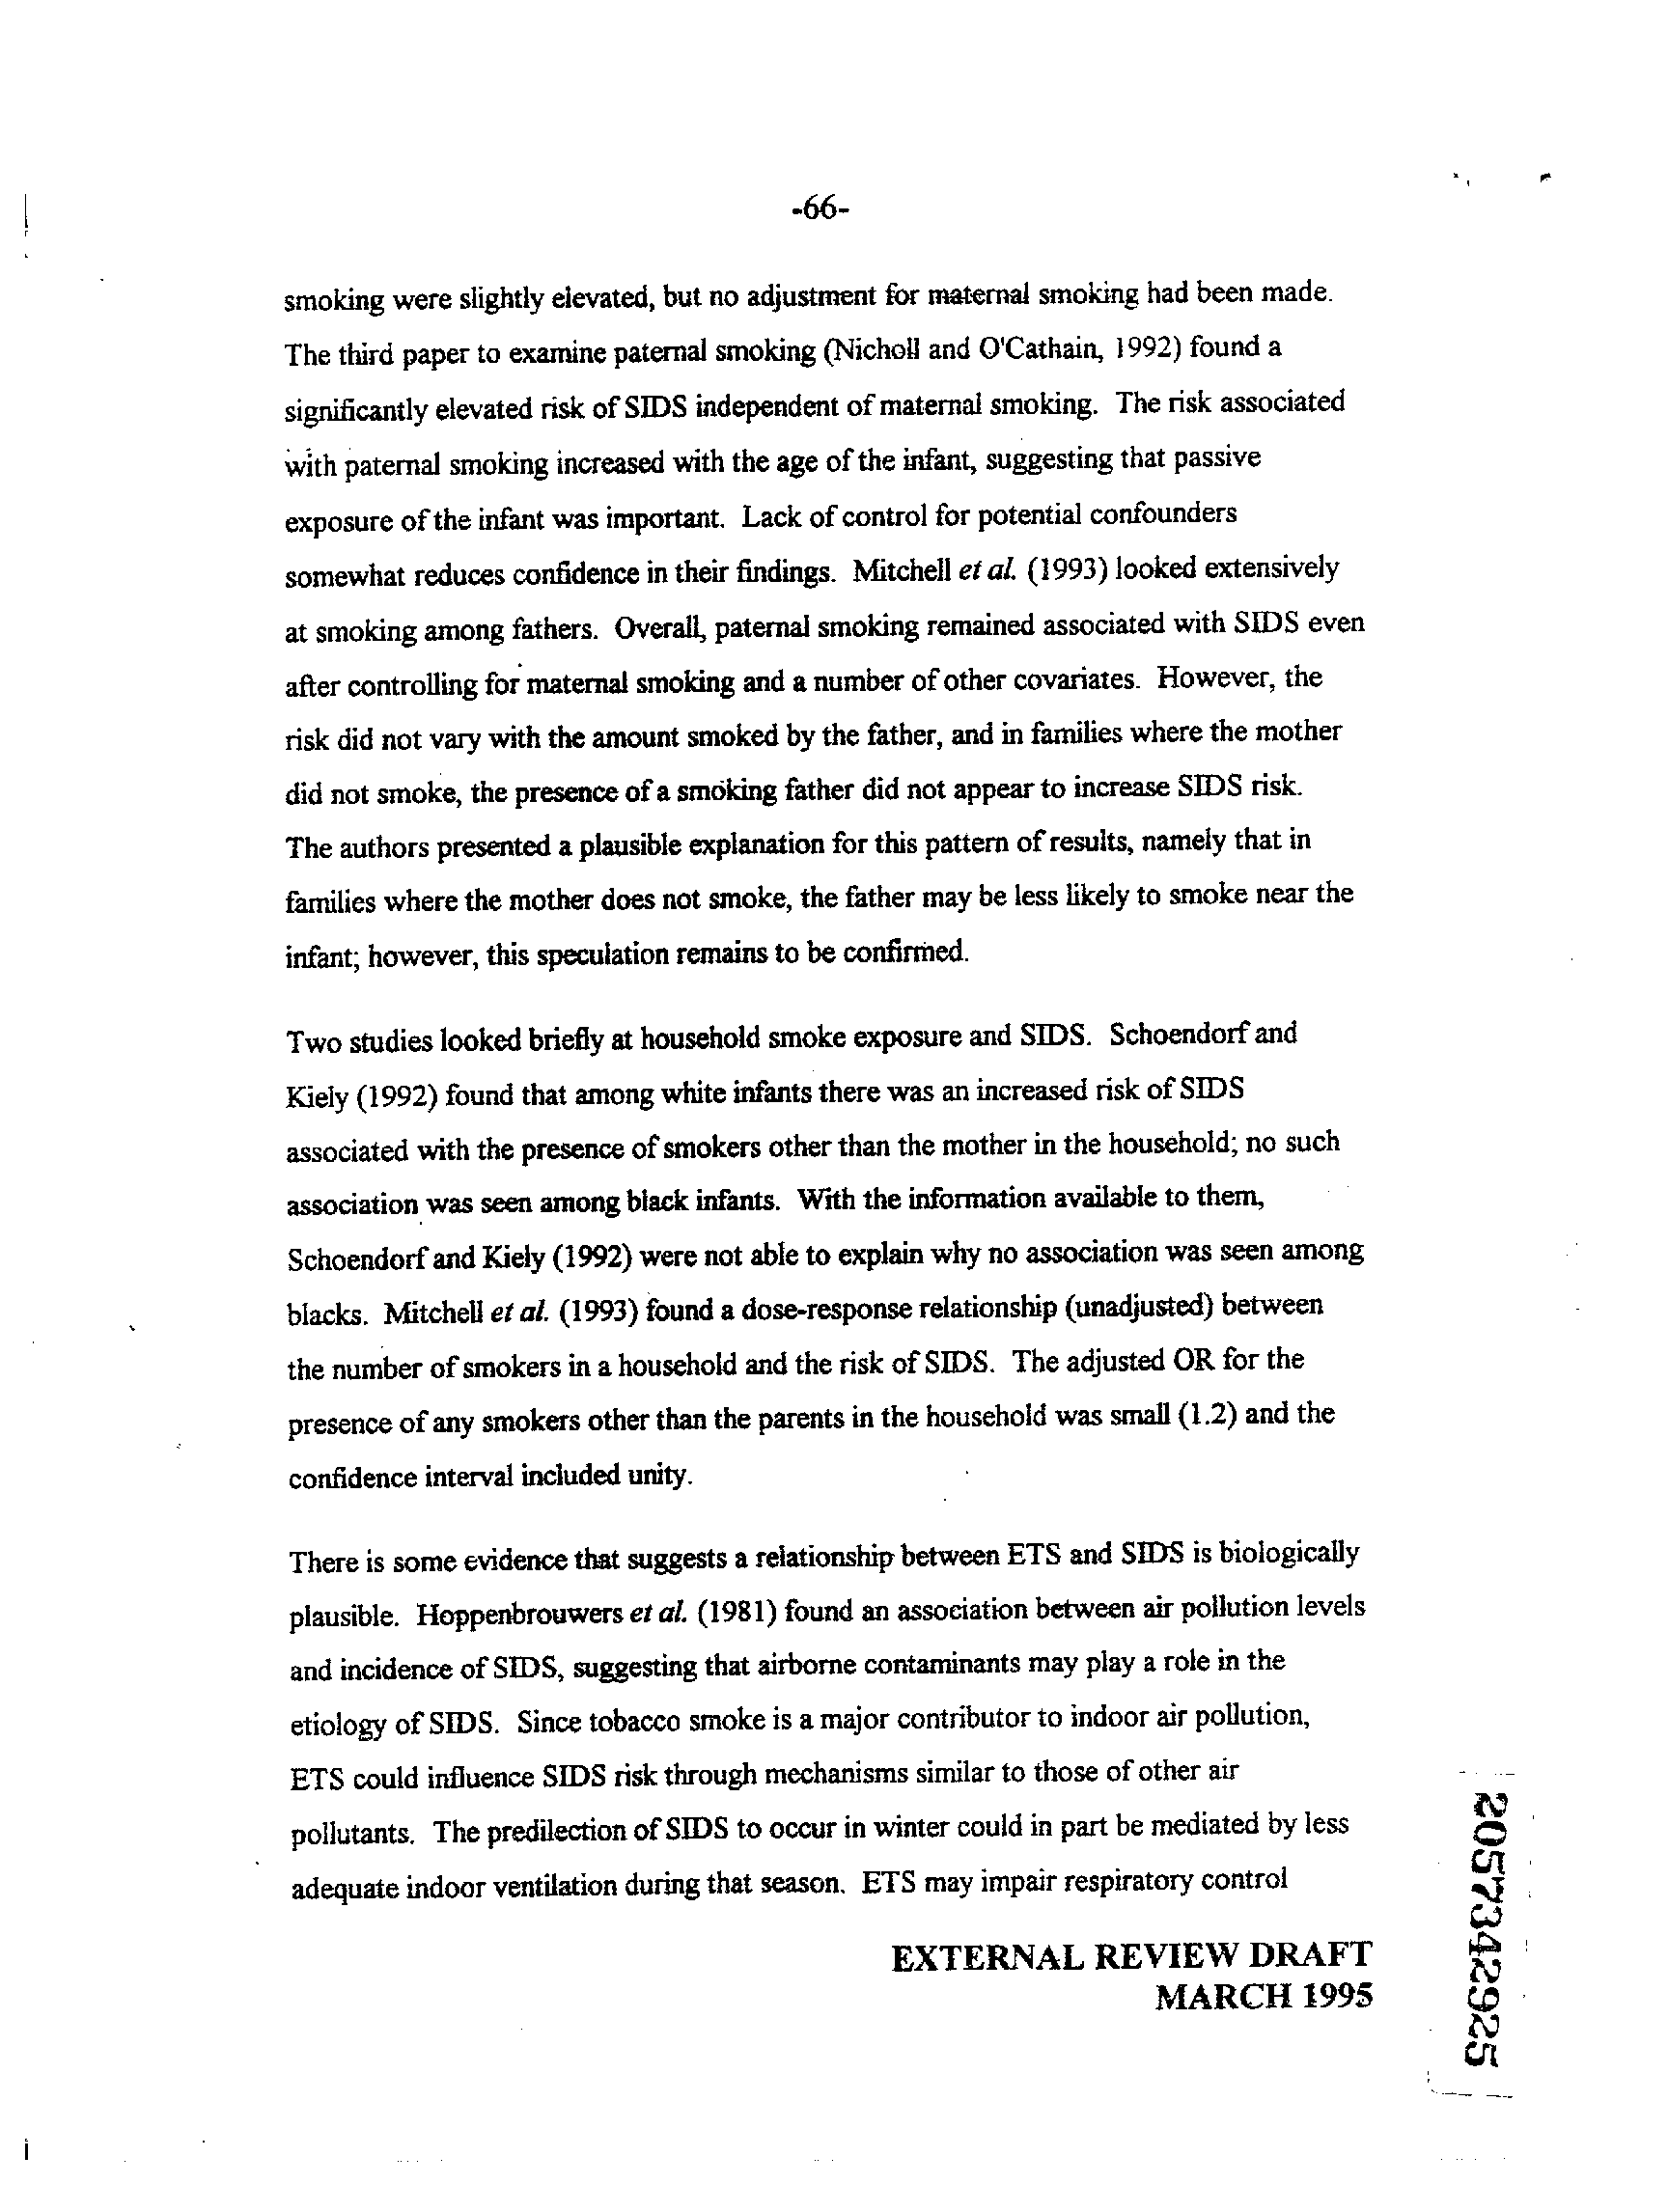 -66-
smoking were slightly elevated, but no adjustment for maternal smoking had been made.
The third paper to examine paternal smoking (Nicholl and O'Cathain, 1992) found a
significantly elevated risk of SIDS independent of maternal smoking. The risk associated
with paternal smoking increased with the age of the infant, suggesting that passive
exposure of the infant was important. Lack of control for potential confounders
somewhat reduces confidence in their findings. Mitchell et al. (1993) looked extensively
at smoking among fathers. Overall, paternal smoking remained associated with SIDS even
after controlling for maternal smoking and a number of other covariates. However, the
risk did not vary with the amount smoked by the father, and in families where the mother
did not smoke, the presence of a smoking father did not appear to increase SIDS risk.
The authors presented a plausible explanation for this pattern of results, namely that in
families where the mother does not smoke, the father may be less likely to smoke near the
infant; however, this speculation remains to be confirmed.
Two studies looked briefly at household smoke exposure and SIDS. Schoendorf and
Kiely (1992) found that among white infants there was an increased risk of SIDS
associated with the presence of smokers other than the mother in the household; no such
association was seen among black infants. With the information available to them,
Schoendorf and Kiely (1992) were not able to explain why no association was seen among
blacks. Mitchell et al. (1993) found a dose-response relationship (unadjusted) between
the number of smokers in a household and the risk of SIDS. The adjusted OR for the
presence of any smokers other than the parents in the household was small (1.2) and the
confidence interval included unity.
There is some evidence that suggests a relationship between ETS and SIDS is biologically
plausible. Hoppenbrouwers et al. (1981) found an association between air pollution levels
and incidence of SIDS, suggesting that airborne contaminants may play a role in the
etiology of SIDS. Since tobacco smoke is a major contributor to indoor air pollution,
ETS could influence SIDS risk through mechanisms similar to those of other air
pollutants. The predilection of SIDS to occur in winter could in part be mediated by less
adequate indoor ventilation during that season. ETS may impair respiratory control
EXTERNAL REVIEW DRAFT
MARCH 1995
2057342925